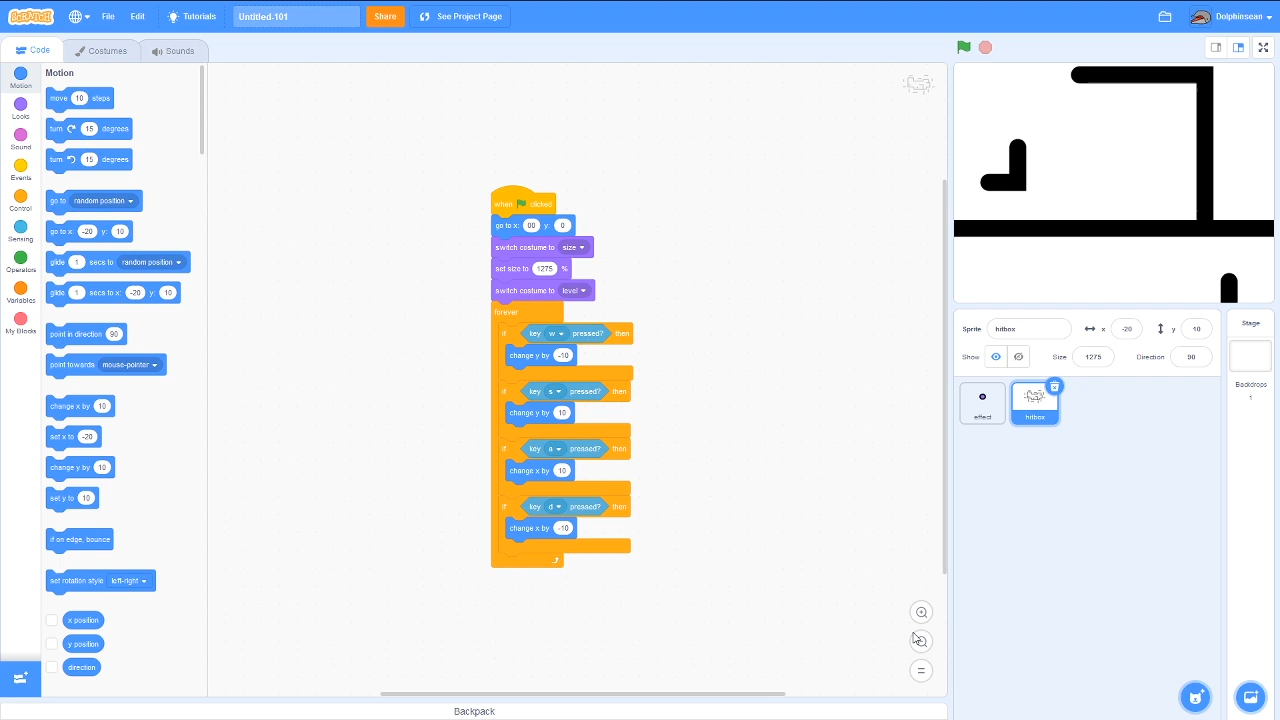 SCRATCH File Edit Tutorials Untitled-101 Share See Project Page Dolphinsean
Code Costumes Sounds
Motion
Looks
Sound
Events
Control
Sensing
Operators
Variables
My Blocks
Motion
move 10 steps
turn 15 degrees
turn 15 degrees
go to random position
go to x: -20 y: 10
glide 1 secs to random position
glide 1 secs to x: -20 y: 10
point in direction 90
point towards mouse-pointer
change x by 10
set x to -20
change y by 10
set y to 10
if on edge, bounce
set rotation style left-right
x position
y position
direction
when clicked
go to x: 00 y: 0
switch costume to size
set size to 1275 %
switch costume to level
forever
if key w pressed? then
change y by -10
if key s pressed? then
change y by 10
if key a pressed? then
change x by 10
if key d pressed? then
change x by -10
Backpack
Sprite hitbox x -20 y 10
Show Size 1275 Direction 90
effect
hitbox
Stage
Backdrops
1